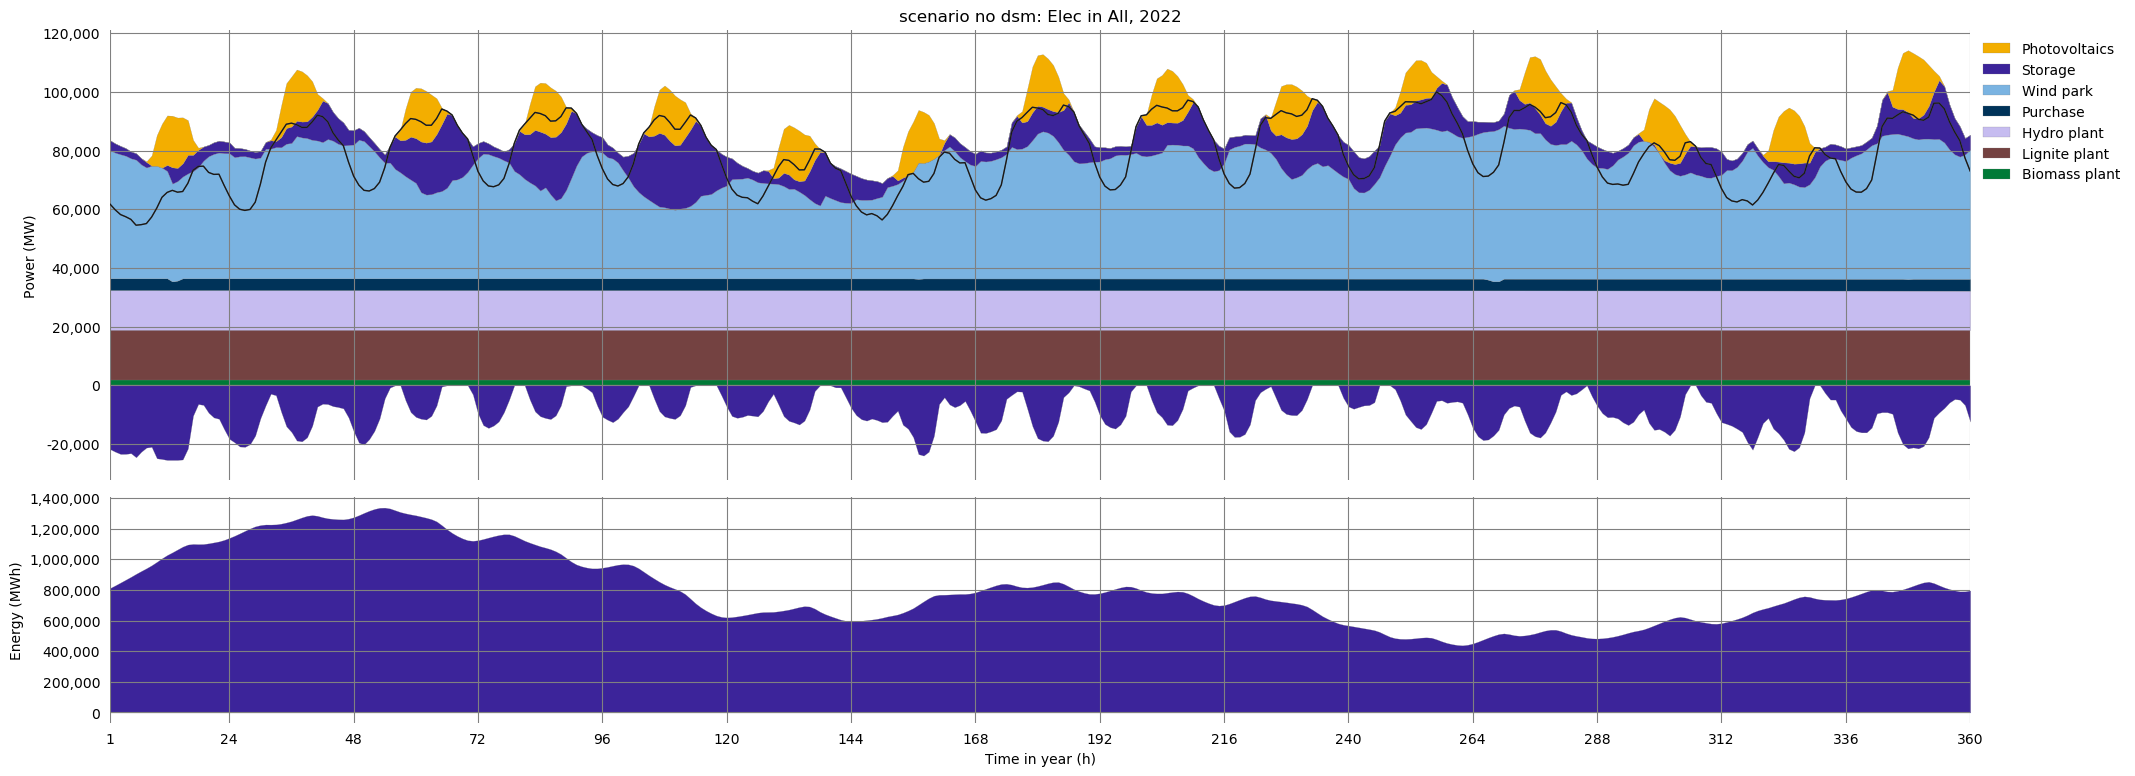 scenario no dsm: Elec in All, 2022
120,000
100,000
80,000
60,000
40,000
20,000
0
-20,000
Power (MW)
Photovoltaics
Storage
Wind park
Purchase
Hydro plant
Lignite plant
Biomass plant
1,400,000
1,200,000
1,000,000
800,000
600,000
400,000
200,000
0
Energy (MWh)
1 24 48 72 96 120 144 168 192 216 240 264 288 312 336 360
Time in year (h)